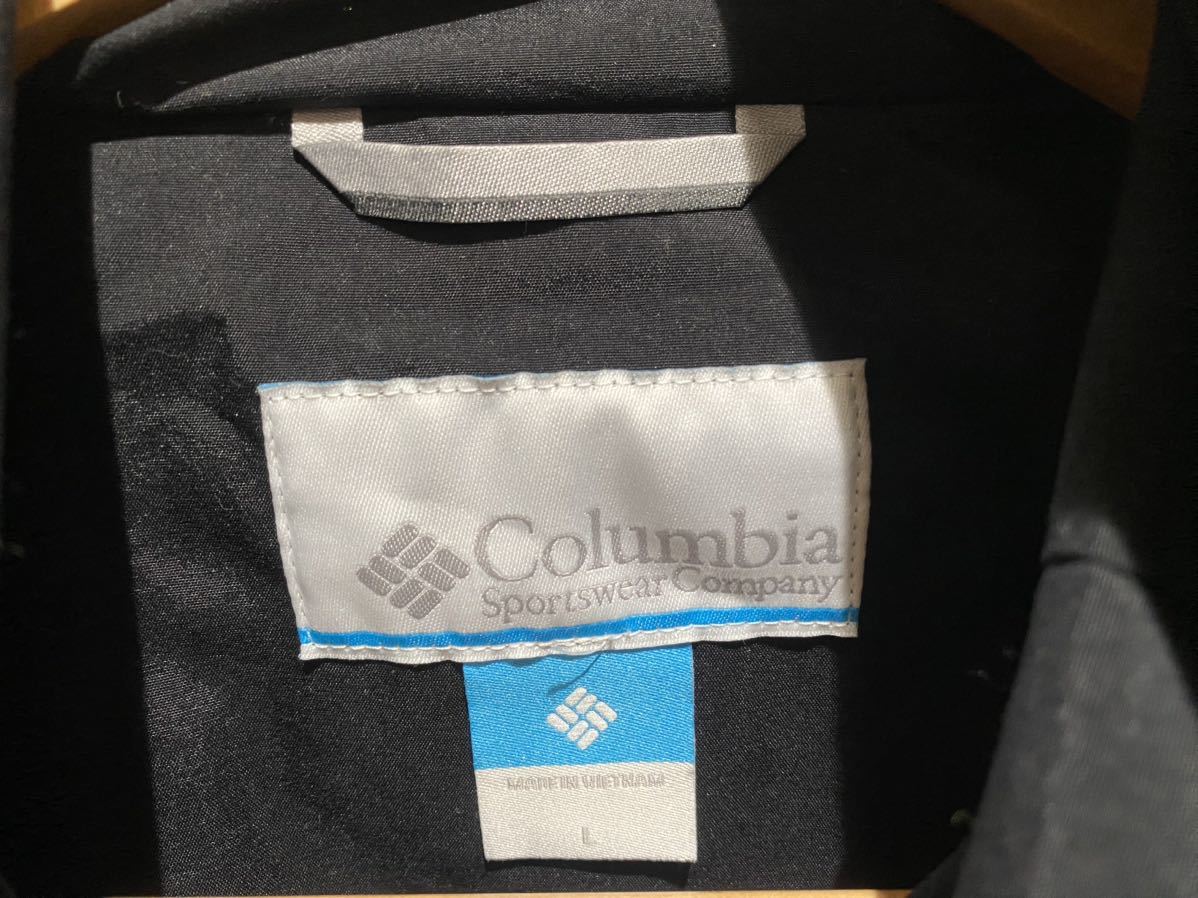 Columbia
Sportswear Company
MADE IN VIETNAM
L